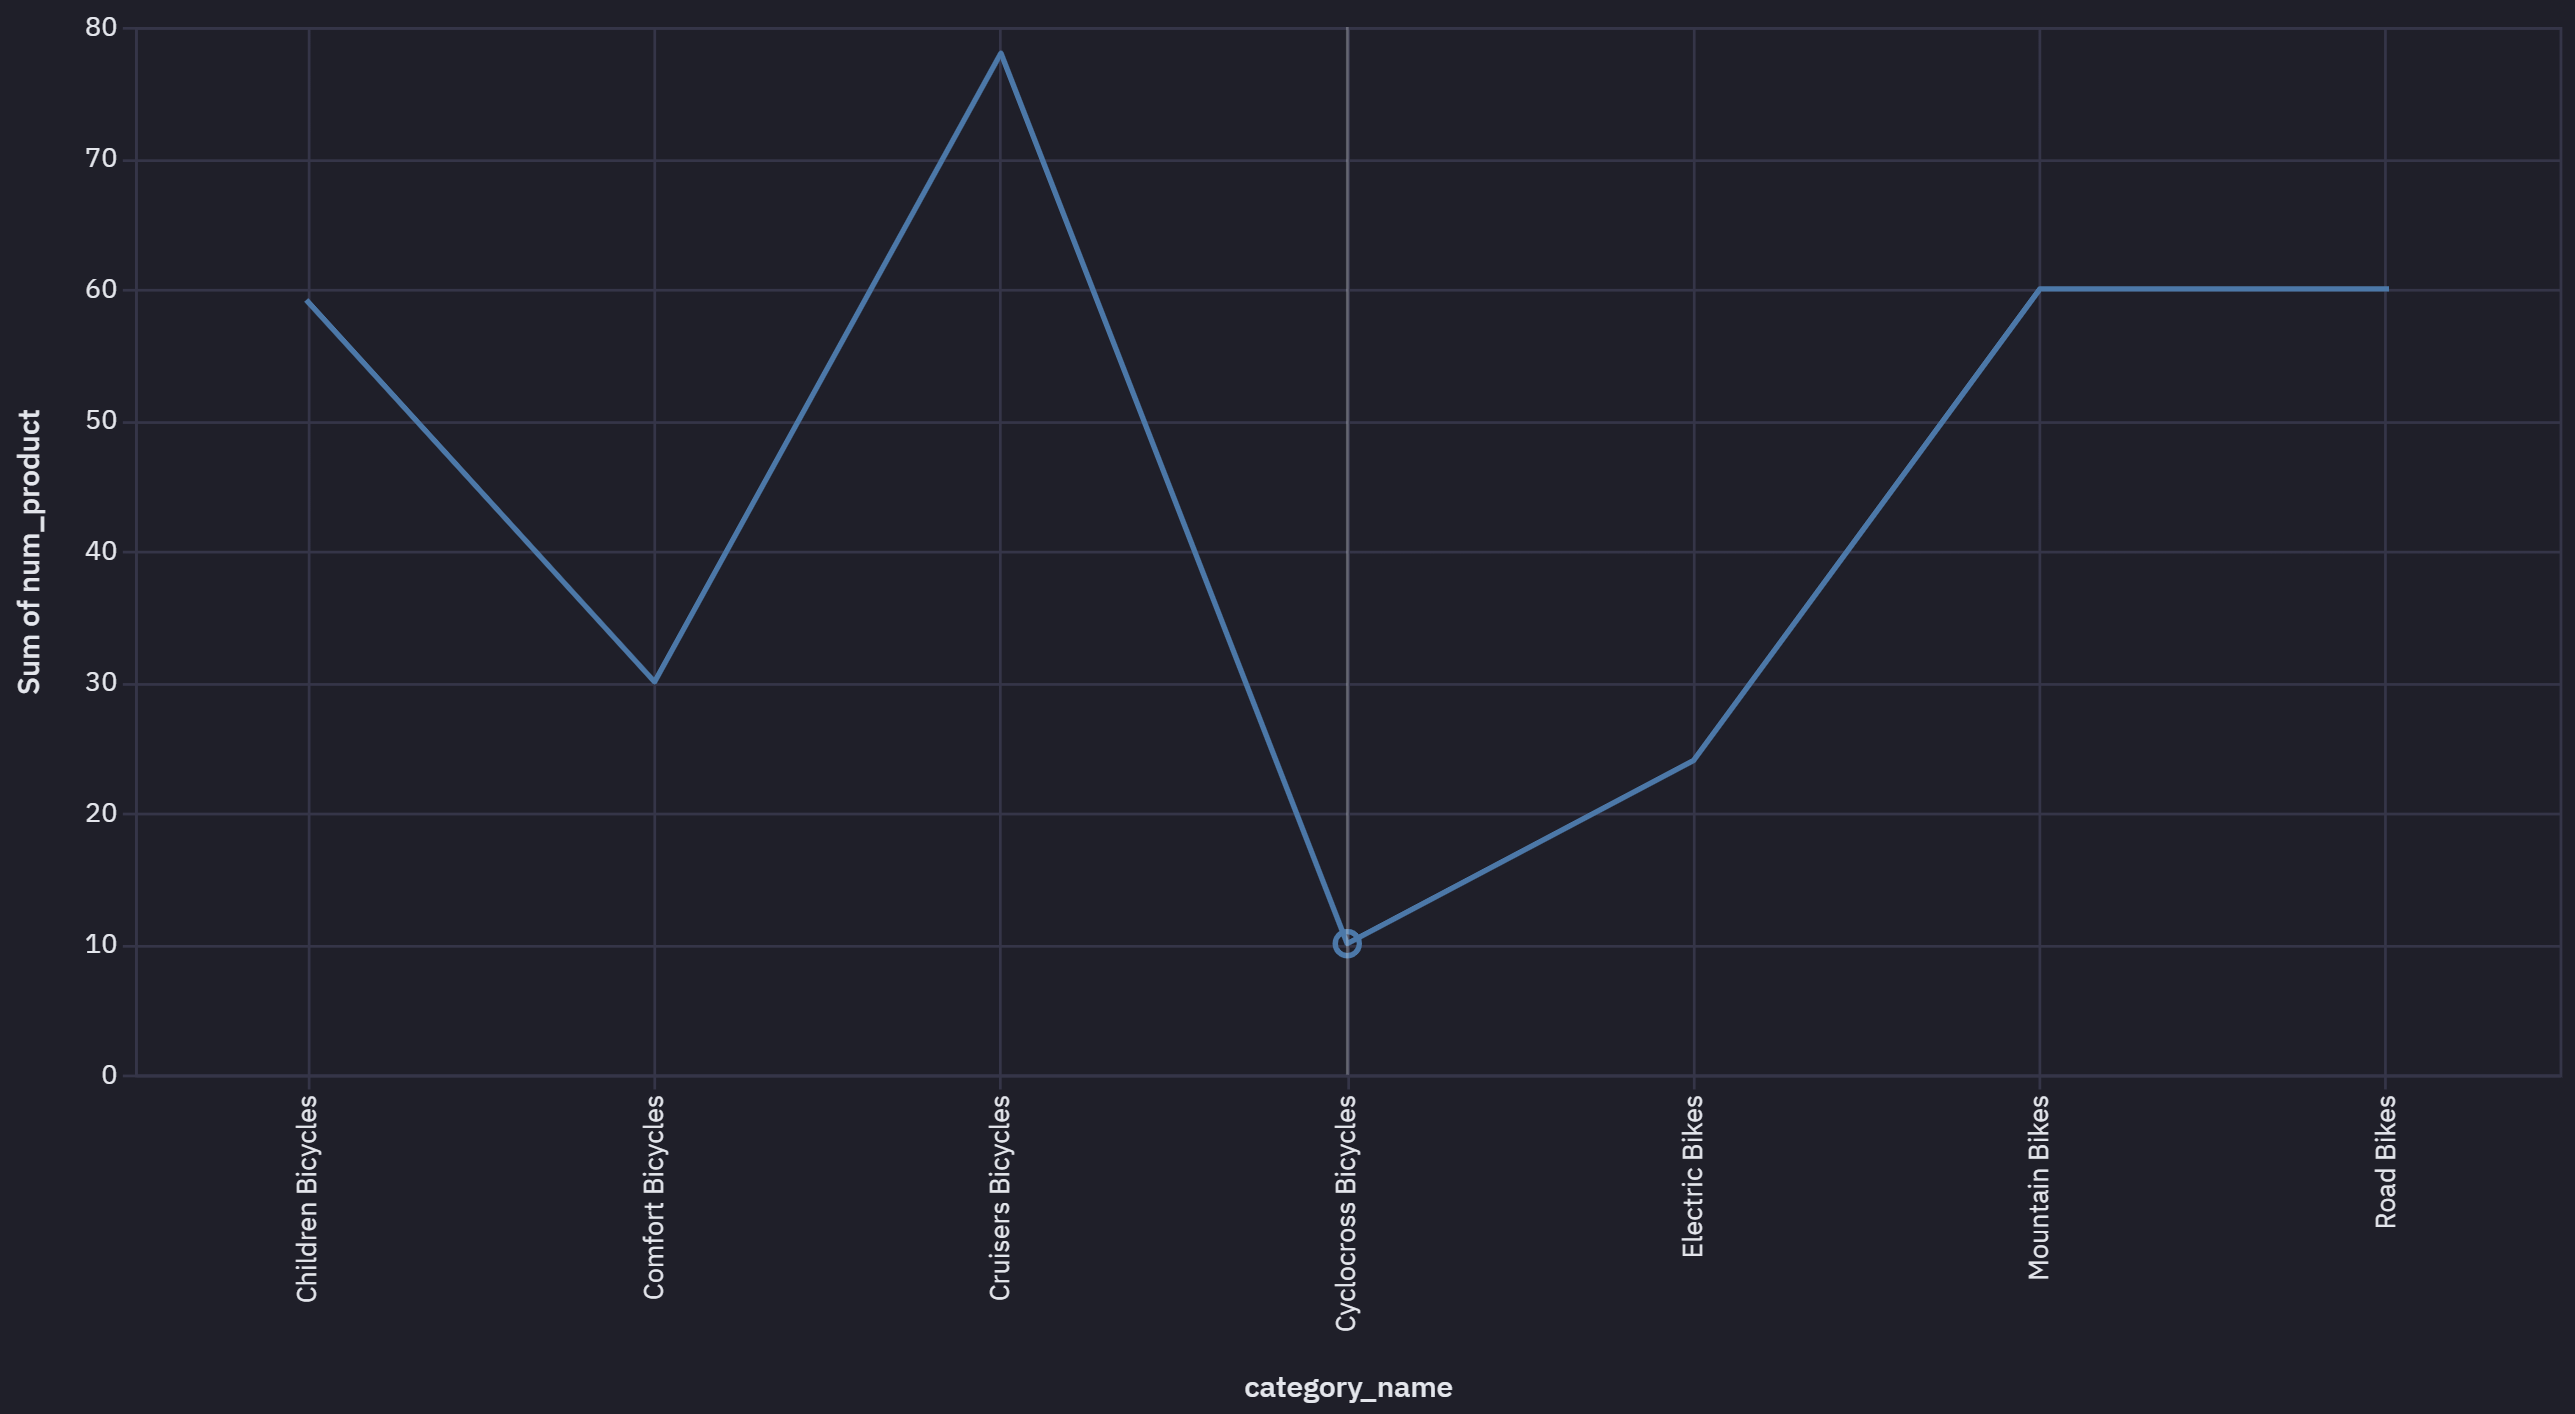 80
70
60
50
40
30
20
10
0
Sum of num_product
Children Bicycles
Comfort Bicycles
Cruisers Bicycles
Cyclocross Bicycles
Electric Bikes
Mountain Bikes
Road Bikes
category_name